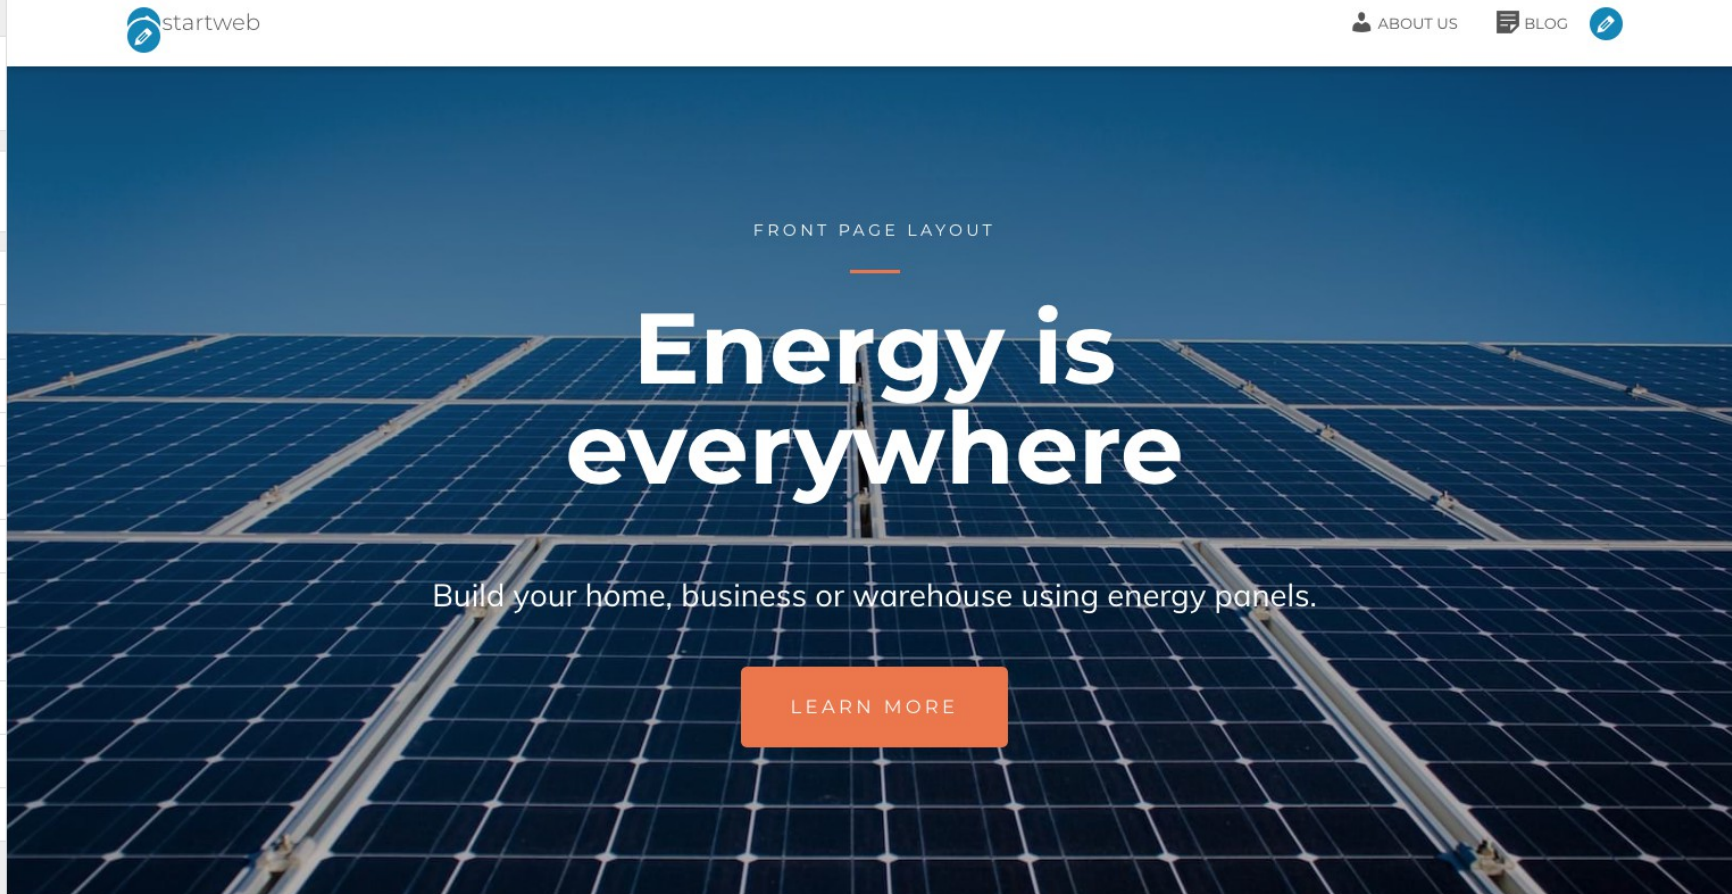 startweb
ABOUT US
BLOG
FRONT PAGE LAYOUT
Energy is
everywhere
Build your home, business or warehouse using energy panels.
LEARN MORE